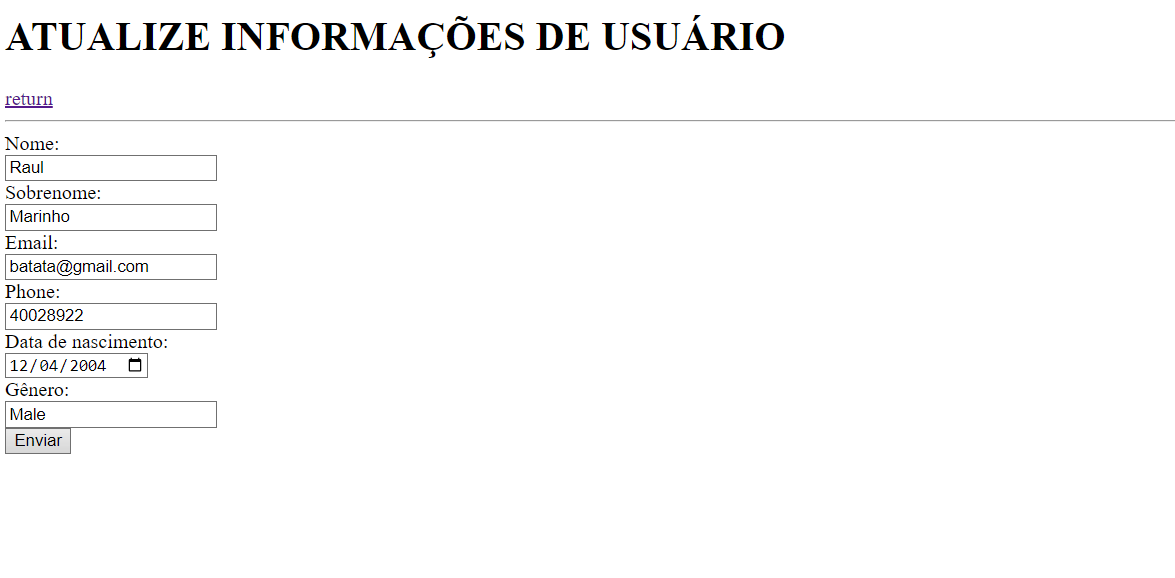 ATUALIZE INFORMAÇÕES DE USUÁRIO
return
Nome:
Raul
Sobrenome:
Marinho
Email:
batata@gmail.com
Phone:
40028922
Data de nascimento:
12/04/2004
Gênero:
Male
Enviar